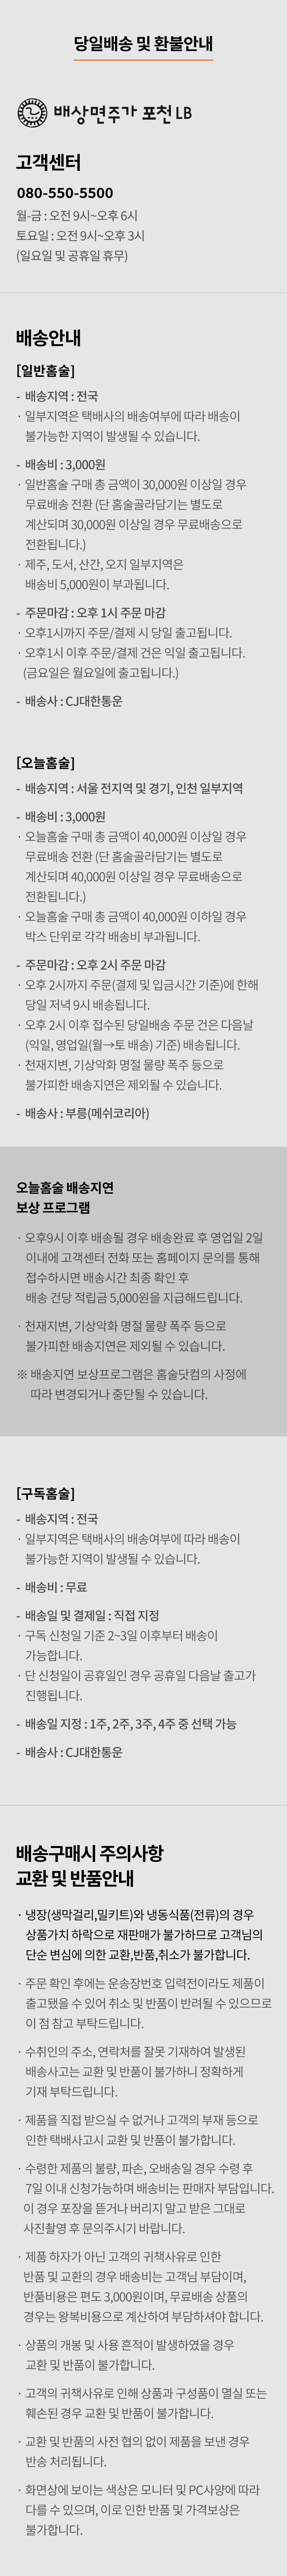 당일배송 및 환불안내
배상면주가 포천 LB
고객센터
080-550-5500
월-금 : 오전 9시~오후 6시
토요일 : 오전 9시~오후 3시
(일요일 및 공휴일 휴무)
배송안내
[일반홈술]
- 배송지역 : 전국
· 일부지역은 택배사의 배송여부에 따라 배송이
불가능한 지역이 발생될 수 있습니다.
- 배송비 : 3,000원
· 일반홈술 구매 총 금액이 30,000원 이상일 경우
무료배송 전환 (단 홈술골라담기는 별도로
계산되며 30,000원 이상일 경우 무료배송으로
전환됩니다.)
· 제주, 도서, 산간, 오지 일부지역은
배송비 5,000원이 부과됩니다.
- 주문마감 : 오후 1시 주문 마감
· 오후1시까지 주문/결제 시 당일 출고됩니다.
· 오후1시 이후 주문/결제 건은 익일 출고됩니다.
(금요일은 월요일에 출고됩니다.)
- 배송사 : CJ대한통운
[오늘홈술]
- 배송지역 : 서울 전지역 및 경기, 인천 일부지역
- 배송비 : 3,000원
· 오늘홈술 구매 총 금액이 40,000원 이상일 경우
무료배송 전환 (단 홈술골라담기는 별도로
계산되며 40,000원 이상일 경우 무료배송으로
전환됩니다.)
· 오늘홈술 구매 총 금액이 40,000원 이하일 경우
박스 단위로 각각 배송비 부과됩니다.
- 주문마감 : 오후 2시 주문 마감
· 오후 2시까지 주문(결제 및 입금시간 기준)에 한해
당일 저녁 9시 배송됩니다.
· 오후 2시 이후 접수된 당일배송 주문 건은 다음날
(익일, 영업일(월→토 배송) 기준) 배송됩니다.
· 천재지변, 기상악화 명절 물량 폭주 등으로
불가피한 배송지연은 제외될 수 있습니다.
- 배송사 : 부릉(메쉬코리아)
오늘홈술 배송지연
보상 프로그램
· 오후9시 이후 배송될 경우 배송완료 후 영업일 2일
이내에 고객센터 전화 또는 홈페이지 문의를 통해
접수하시면 배송시간 최종 확인 후
배송 건당 적립금 5,000원을 지급해드립니다.
· 천재지변, 기상악화 명절 물량 폭주 등으로
불가피한 배송지연은 제외될 수 있습니다.
※ 배송지연 보상프로그램은 홈술닷컴의 사정에
따라 변경되거나 중단될 수 있습니다.
[구독홈술]
- 배송지역 : 전국
· 일부지역은 택배사의 배송여부에 따라 배송이
불가능한 지역이 발생될 수 있습니다.
- 배송비 : 무료
- 배송일 및 결제일 : 직접 지정
· 구독 신청일 기준 2~3일 이후부터 배송이
가능합니다.
· 단 신청일이 공휴일인 경우 공휴일 다음날 출고가
진행됩니다.
- 배송일 지정 : 1주, 2주, 3주, 4주 중 선택 가능
- 배송사 : CJ대한통운
배송구매시 주의사항
교환 및 반품안내
· 냉장(생막걸리,밀키트)와 냉동식품(전류)의 경우
상품가치 하락으로 재판매가 불가하므로 고객님의
단순 변심에 의한 교환,반품,취소가 불가합니다.
· 주문 확인 후에는 운송장번호 입력전이라도 제품이
출고됐을 수 있어 취소 및 반품이 반려될 수 있으므로
이 점 참고 부탁드립니다.
· 수취인의 주소, 연락처를 잘못 기재하여 발생된
배송사고는 교환 및 반품이 불가하니 정확하게
기재 부탁드립니다.
· 제품을 직접 받으실 수 없거나 고객의 부재 등으로
인한 택배사고시 교환 및 반품이 불가합니다.
· 수령한 제품의 불량, 파손, 오배송일 경우 수령 후
7일 이내 신청가능하며 배송비는 판매자 부담입니다.
이 경우 포장을 뜯거나 버리지 말고 받은 그대로
사진촬영 후 문의주시기 바랍니다.
· 제품 하자가 아닌 고객의 귀책사유로 인한
반품 및 교환의 경우 배송비는 고객님 부담이며,
반품비용은 편도 3,000원이며, 무료배송 상품의
경우는 왕복비용으로 계산하여 부담하셔야 합니다.
· 상품의 개봉 및 사용 흔적이 발생하였을 경우
교환 및 반품이 불가합니다.
· 고객의 귀책사유로 인해 상품과 구성품이 멸실 또는
훼손된 경우 교환 및 반품이 불가합니다.
· 교환 및 반품의 사전 협의 없이 제품을 보낸 경우
반송 처리됩니다.
· 화면상에 보이는 색상은 모니터 및 PC사양에 따라
다를 수 있으며, 이로 인한 반품 및 가격보상은
불가합니다.